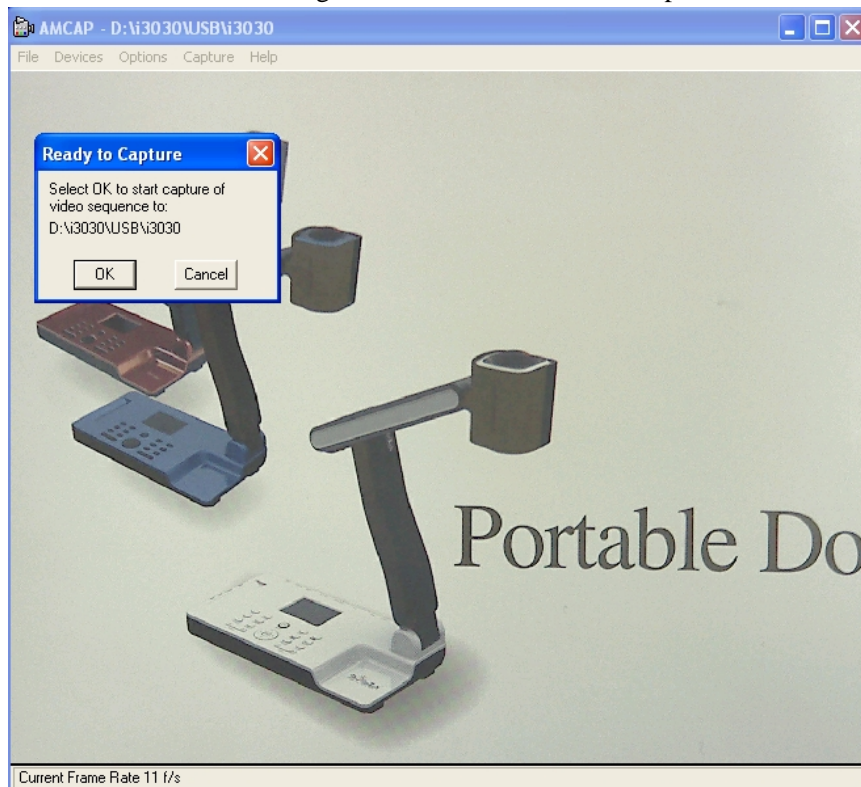 AMCAP - D:\i3030\USB\i3030
File Devices Options Capture Help
Ready to Capture
Select OK to start capture of
video sequence to:
D:\i3030\USB\i3030
OK Cancel
Portable Do
Current Frame Rate 11 f/s